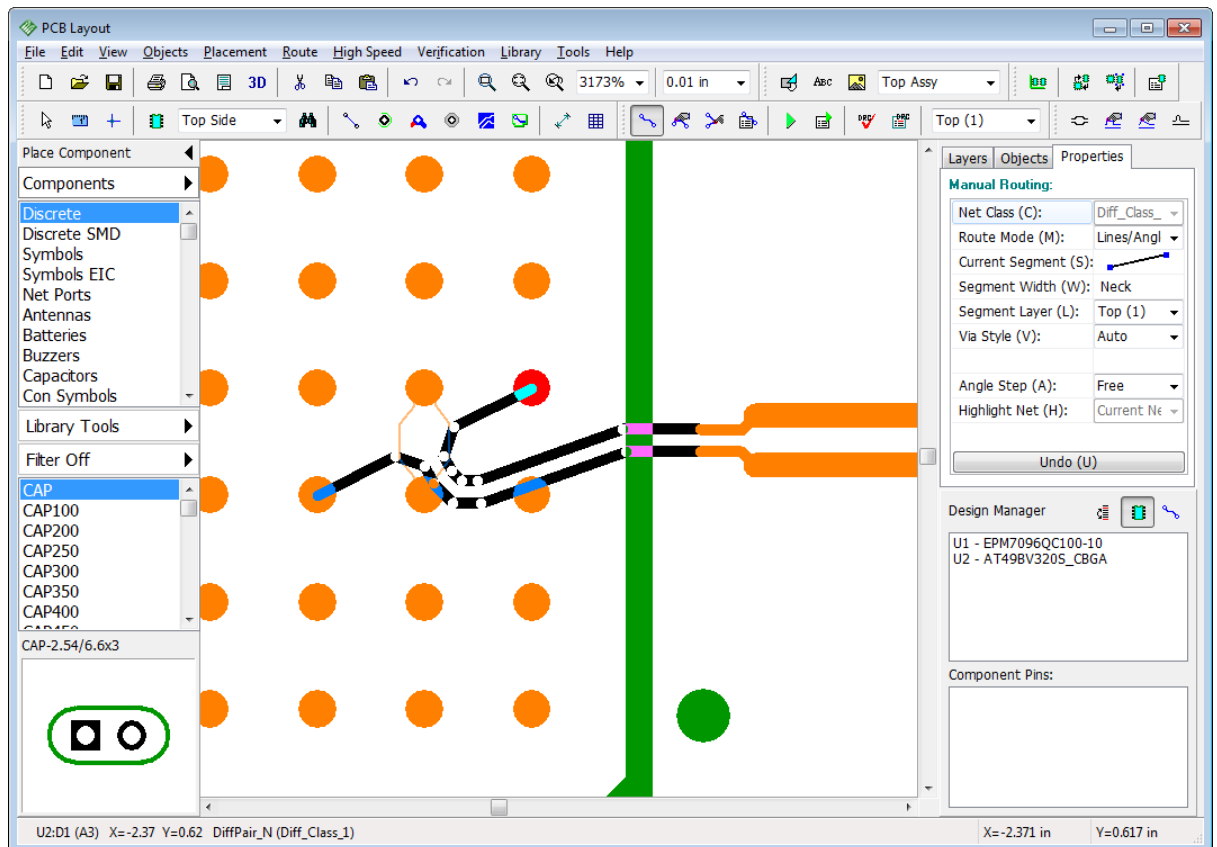 PCB Layout
File Edit View Objects Placement Route High Speed Verification Library Tools Help
3D 3173% 0.01 in ABC Top Assy
Top Side DRC DRC Top (1)
Place Component
Components
Discrete
Discrete SMD
Symbols
Symbols EIC
Net Ports
Antennas
Batteries
Buzzers
Capacitors
Con Symbols
Library Tools
Filter Off
CAP
CAP100
CAP200
CAP250
CAP300
CAP350
CAP400
CAP450
CAP-2.54/6.6x3
Layers Objects Properties
Manual Routing:
Net Class (C): Diff_Class_
Route Mode (M): Lines/Angl
Current Segment (S):
Segment Width (W): Neck
Segment Layer (L): Top (1)
Via Style (V): Auto
Angle Step (A): Free
Highlight Net (H): Current Ne
Undo (U)
Design Manager
U1 - EPM7096QC100-10
U2 - AT49BV320S_CBGA
Component Pins:
U2:D1 (A3) X=-2.37 Y=0.62 DiffPair_N (Diff_Class_1) X=-2.371 in Y=0.617 in